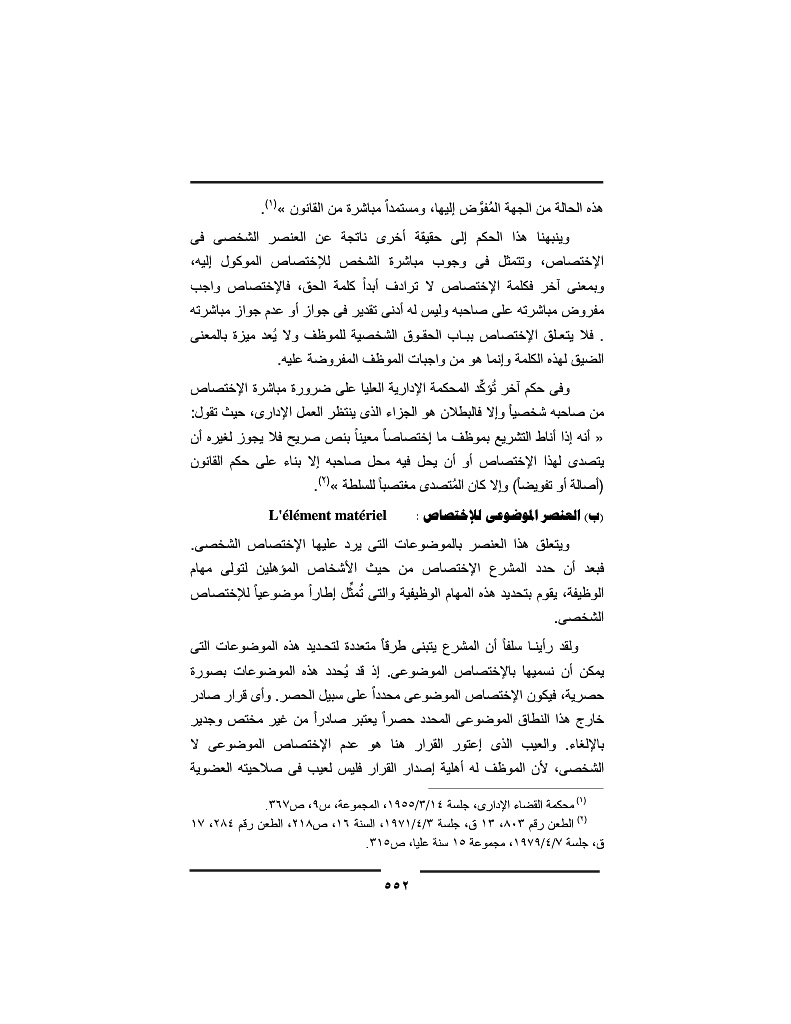 هذه الحالة من الجهة المُفوَّض إليها، ومستمداً مباشرة من القانون »(١).
وينبهنا هذا الحكم إلى حقيقة أخرى ناتجة عن العنصر الشخصى فى
الإختصاص، وتتمثل فى وجوب مباشرة الشخص للإختصاص الموكول إليه،
وبمعنى آخر فكلمة الإختصاص لا ترادف أبداً كلمة الحق، فالإختصاص واجب
مفروض مباشرته على صاحبه وليس له أدنى تقدير فى جواز أو عدم جواز مباشرته
. فلا يتعلق الإختصاص بباب الحقوق الشخصية للموظف ولا يُعد ميزة بالمعنى
الضيق لهذه الكلمة وإنما هو من واجبات الموظف المفروضة عليه.
وفى حكم آخر تُؤكِّد المحكمة الإدارية العليا على ضرورة مباشرة الإختصاص
من صاحبه شخصياً وإلا فالبطلان هو الجزاء الذى ينتظر العمل الإدارى، حيث تقول:
« أنه إذا أناط التشريع بموظف ما إختصاصاً معيناً بنص صريح فلا يجوز لغيره أن
يتصدى لهذا الإختصاص أو أن يحل فيه محل صاحبه إلا بناء على حكم القانون
(أصالة أو تفويضاً) وإلا كان المُتصدى مغتصباً للسلطة »(٢).
(ب) العنصر الموضوعى للإختصاص : L'élément matériel
ويتعلق هذا العنصر بالموضوعات التى يرد عليها الإختصاص الشخصى.
فبعد أن حدد المشرع الإختصاص من حيث الأشخاص المؤهلين لتولى مهام
الوظيفة، يقوم بتحديد هذه المهام الوظيفية والتى تُمثِّل إطاراً موضوعياً للإختصاص
الشخصى.
ولقد رأينا سلفاً أن المشرع يتبنى طرقاً متعددة لتحديد هذه الموضوعات التى
يمكن أن نسميها بالإختصاص الموضوعى. إذ قد يُحدد هذه الموضوعات بصورة
حصرية، فيكون الإختصاص الموضوعى محدداً على سبيل الحصر. وأى قرار صادر
خارج هذا النطاق الموضوعى المحدد حصراً يعتبر صادراً من غير مختص وجدير
بالإلغاء. والعيب الذى إعتور القرار هنا هو عدم الإختصاص الموضوعى لا
الشخصى، لأن الموظف له أهلية إصدار القرار فليس لعيب فى صلاحيته العضوية
(١) محكمة القضاء الإدارى، جلسة ١٩٥٥/٣/١٤، المجموعة، س٩، ص٣٦٧.
(٢) الطعن رقم ٨٠٣، ١٣ ق، جلسة ١٩٧١/٤/٣، السنة ١٦، ص٢١٨، الطعن رقم ٢٨٤، ١٧
ق، جلسة ١٩٧٩/٤/٧، مجموعة ١٥ سنة عليا، ص٣١٥.
٥٥٢